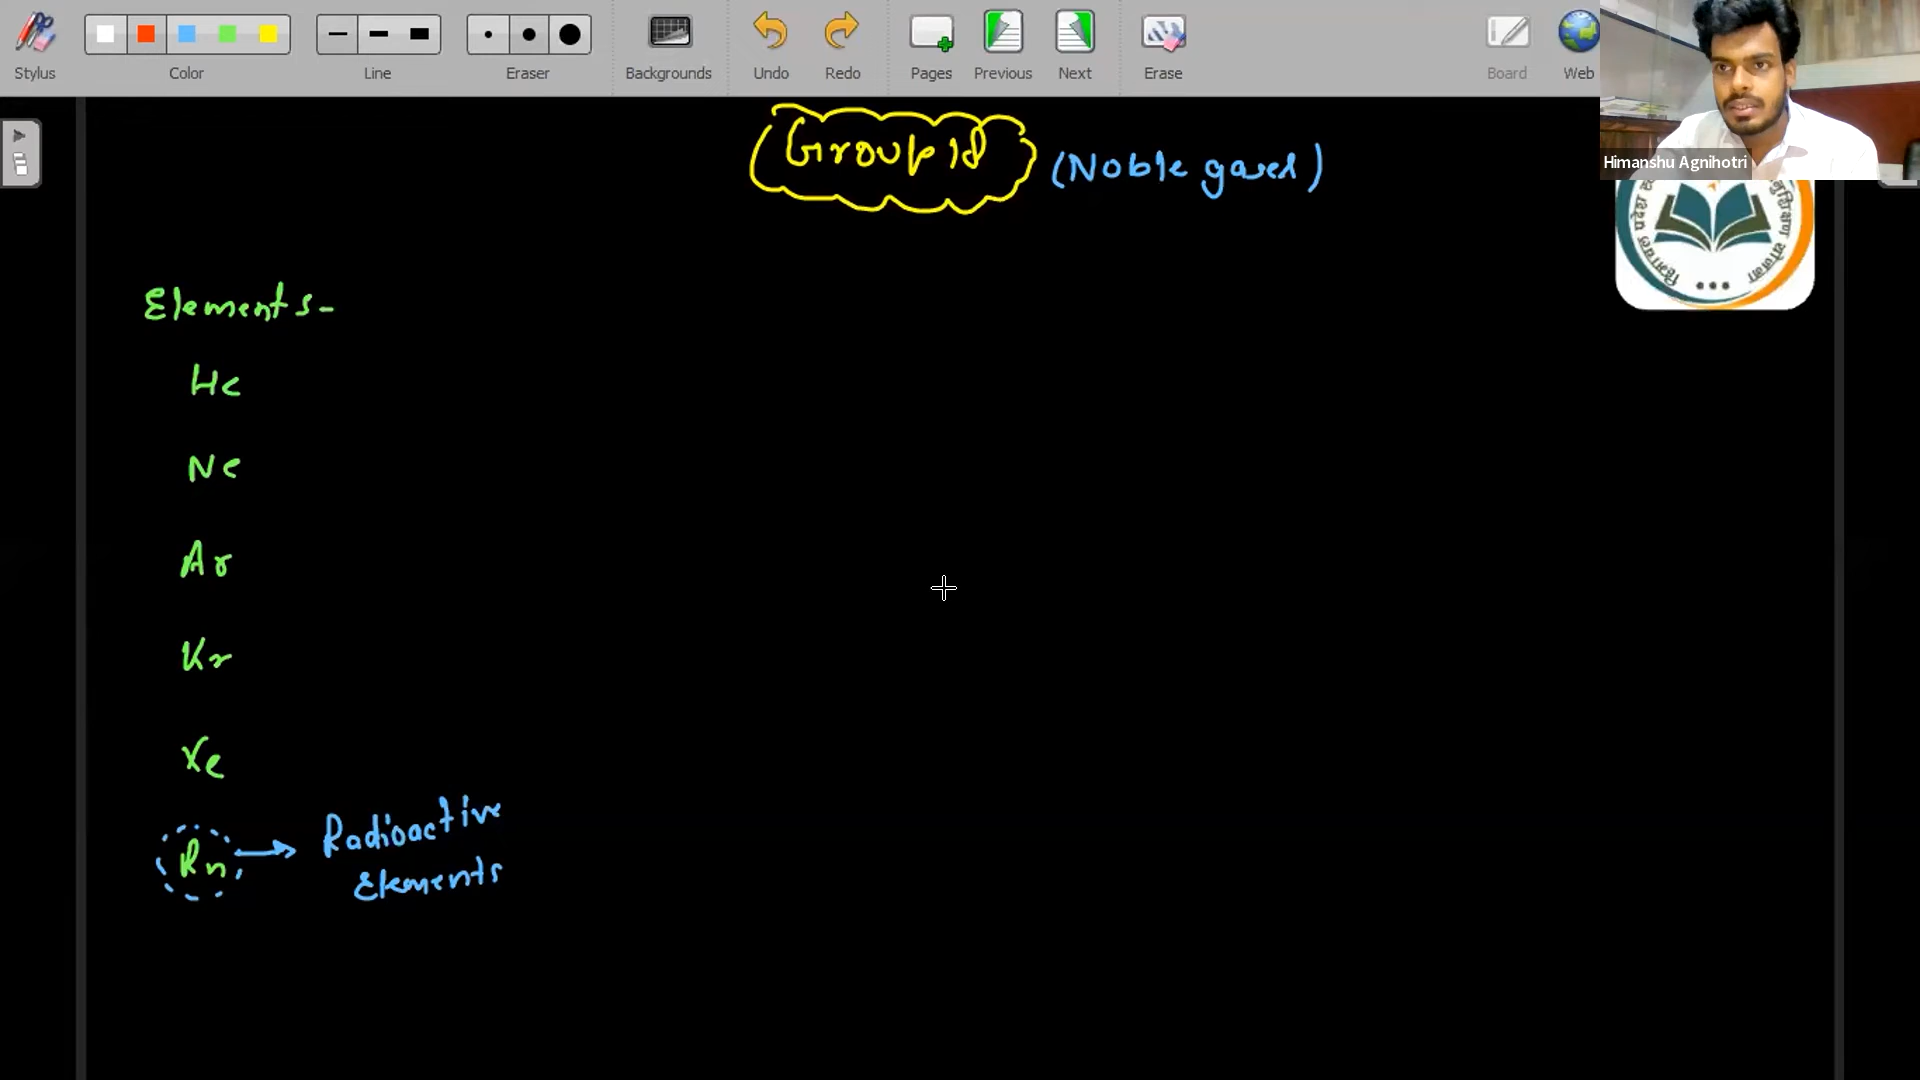 Stylus
Color
Line
Eraser
Backgrounds
Undo
Redo
Pages
Previous
Next
Erase
Board
Web
Himanshu Agnihotri
Group 18 (Noble gases)
Elements-
He
Ne
Ar
Kr
Xe
Rn → Radioactive
Elements